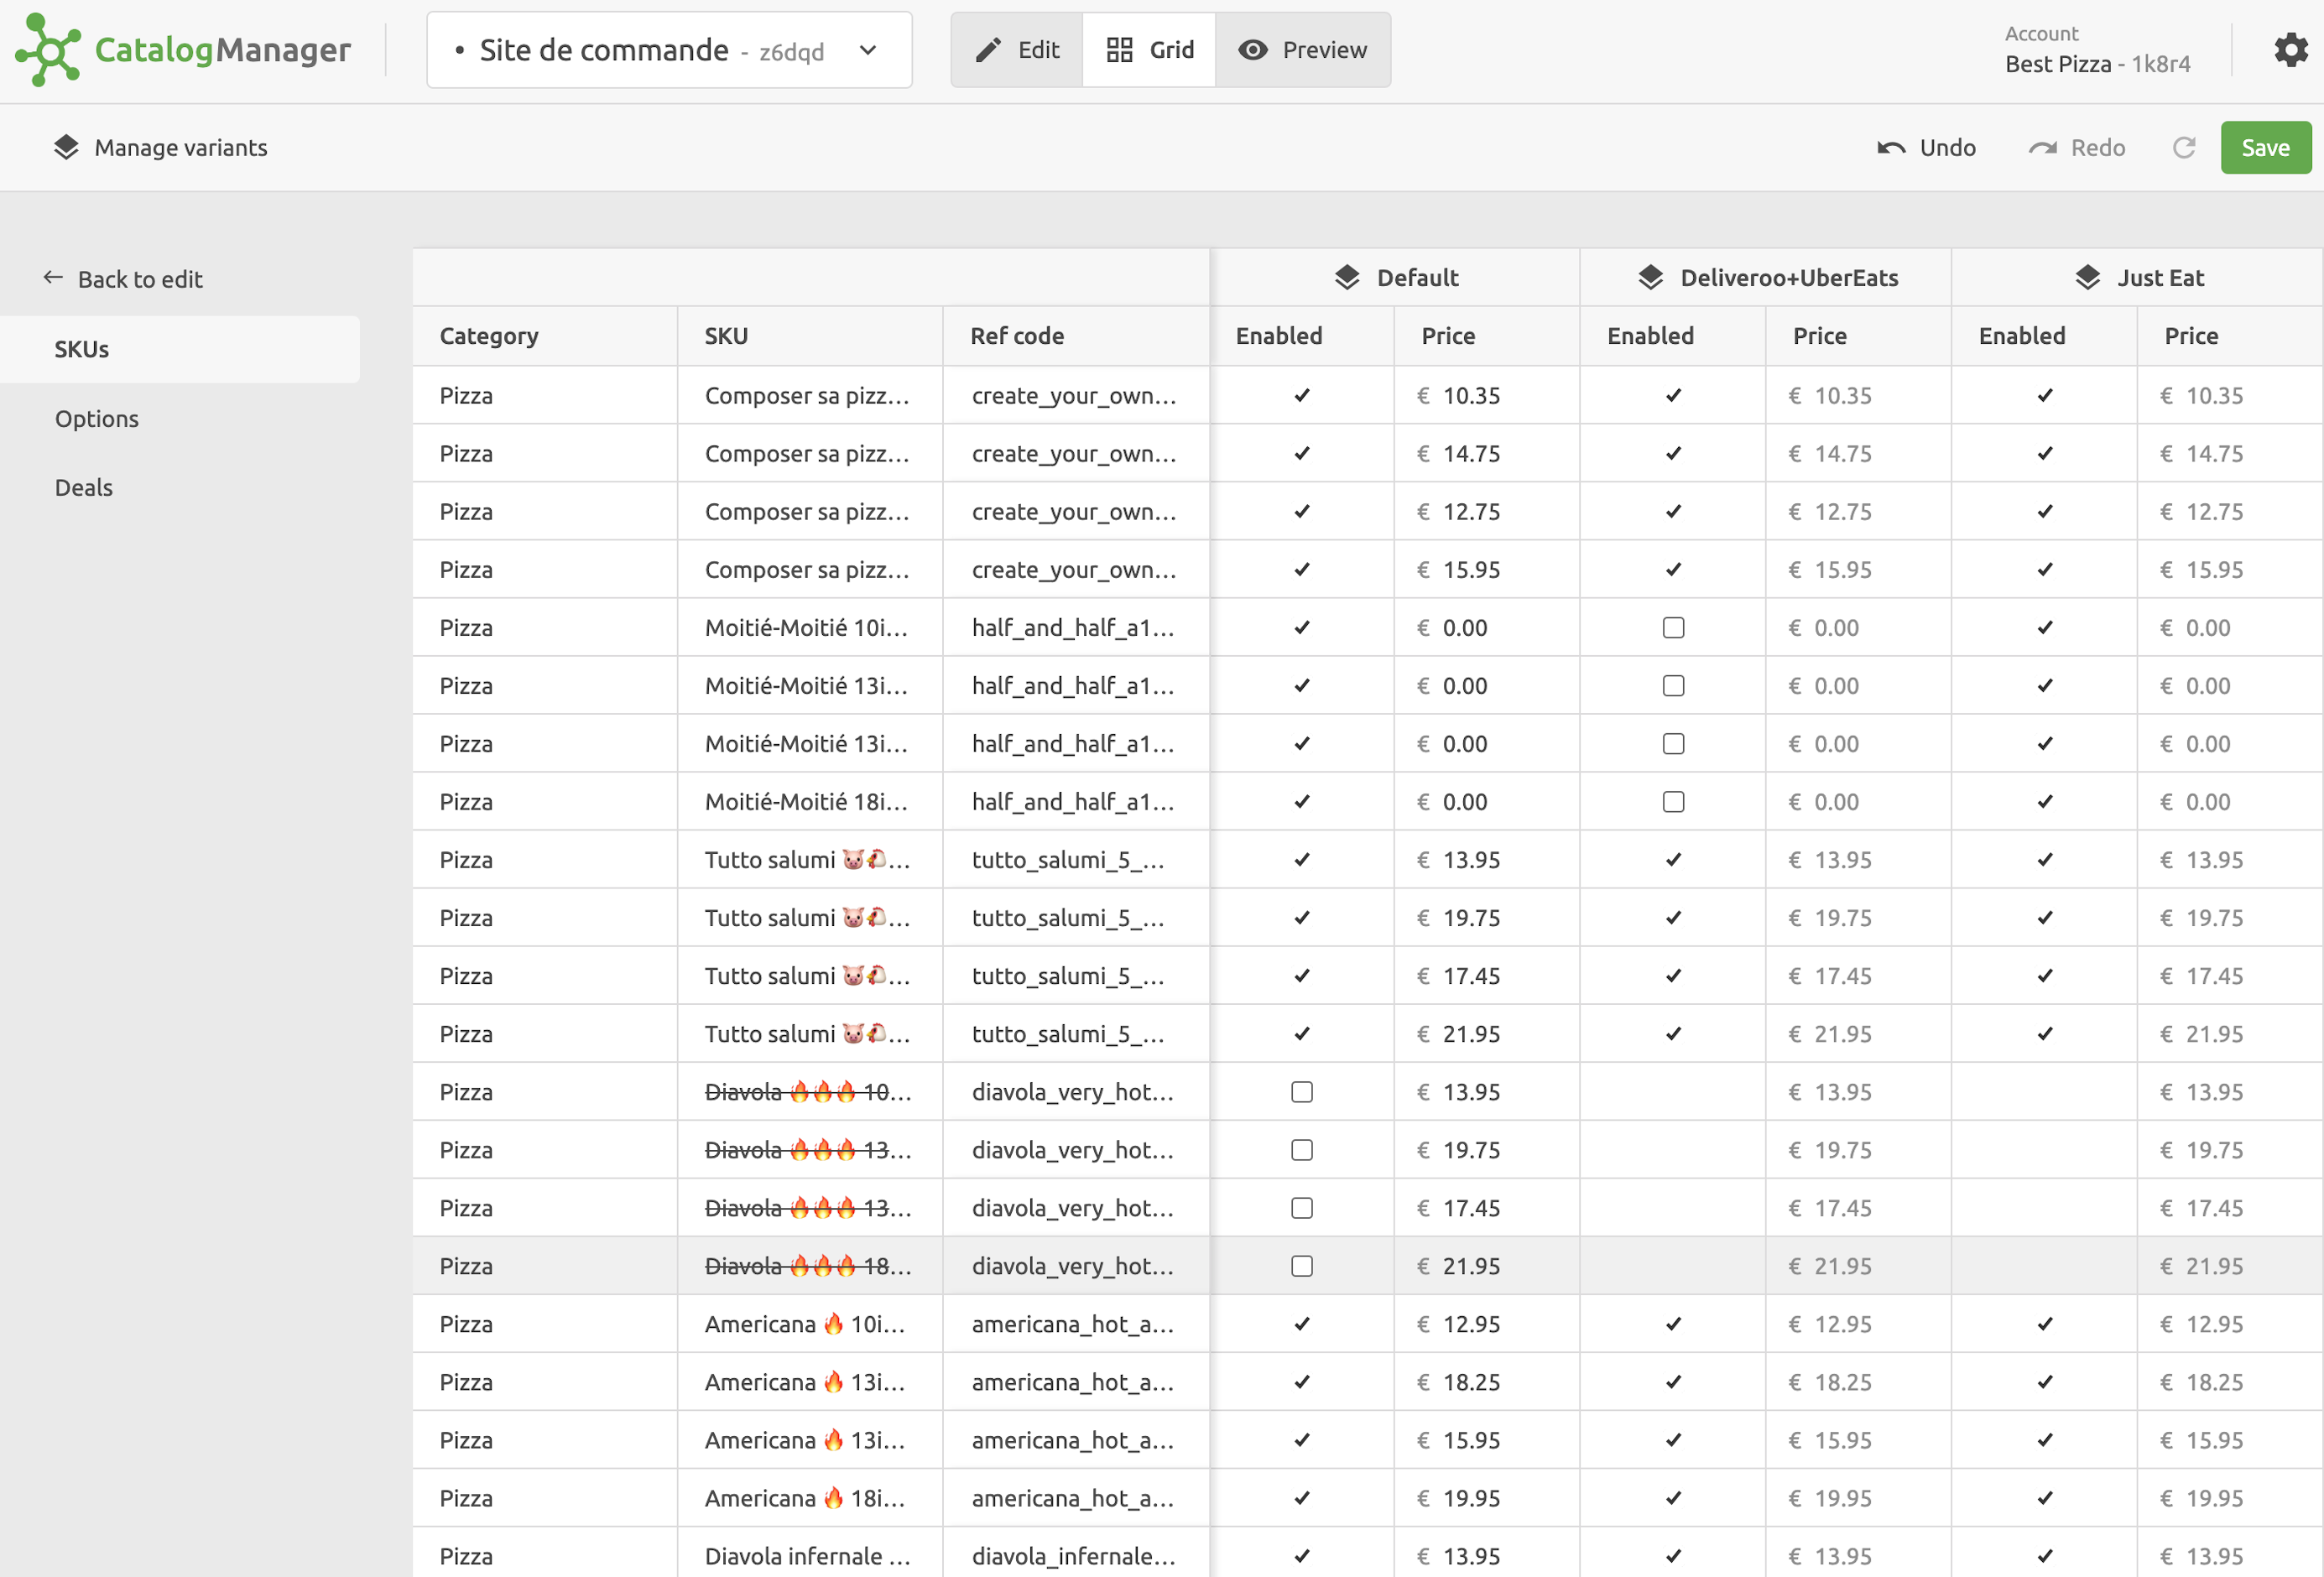 CatalogManager
• Site de commande - z6dqd
Edit
Grid
Preview
Account
Best Pizza - 1k8r4
Manage variants
Undo
Redo
Save
Back to edit
SKUs
Options
Deals
Default Deliveroo+UberEats Just Eat
Category SKU Ref code Enabled Price Enabled Price Enabled Price
Pizza Composer sa pizz... create_your_own... € 10.35 € 10.35 € 10.35
Pizza Composer sa pizz... create_your_own... € 14.75 € 14.75 € 14.75
Pizza Composer sa pizz... create_your_own... € 12.75 € 12.75 € 12.75
Pizza Composer sa pizz... create_your_own... € 15.95 € 15.95 € 15.95
Pizza Moitié-Moitié 10i... half_and_half_a1... € 0.00 € 0.00 € 0.00
Pizza Moitié-Moitié 13i... half_and_half_a1... € 0.00 € 0.00 € 0.00
Pizza Moitié-Moitié 13i... half_and_half_a1... € 0.00 € 0.00 € 0.00
Pizza Moitié-Moitié 18i... half_and_half_a1... € 0.00 € 0.00 € 0.00
Pizza Tutto salumi 🐷🐔... tutto_salumi_5_... € 13.95 € 13.95 € 13.95
Pizza Tutto salumi 🐷🐔... tutto_salumi_5_... € 19.75 € 19.75 € 19.75
Pizza Tutto salumi 🐷🐔... tutto_salumi_5_... € 17.45 € 17.45 € 17.45
Pizza Tutto salumi 🐷🐔... tutto_salumi_5_... € 21.95 € 21.95 € 21.95
Pizza Diavola 🔥🔥🔥 10... diavola_very_hot... € 13.95 € 13.95 € 13.95
Pizza Diavola 🔥🔥🔥 13... diavola_very_hot... € 19.75 € 19.75 € 19.75
Pizza Diavola 🔥🔥🔥 13... diavola_very_hot... € 17.45 € 17.45 € 17.45
Pizza Diavola 🔥🔥🔥 18... diavola_very_hot... € 21.95 € 21.95 € 21.95
Pizza Americana 🔥 10i... americana_hot_a... € 12.95 € 12.95 € 12.95
Pizza Americana 🔥 13i... americana_hot_a... € 18.25 € 18.25 € 18.25
Pizza Americana 🔥 13i... americana_hot_a... € 15.95 € 15.95 € 15.95
Pizza Americana 🔥 18i... americana_hot_a... € 19.95 € 19.95 € 19.95
Pizza Diavola infernale ... diavola_infernale... € 13.95 € 13.95 € 13.95